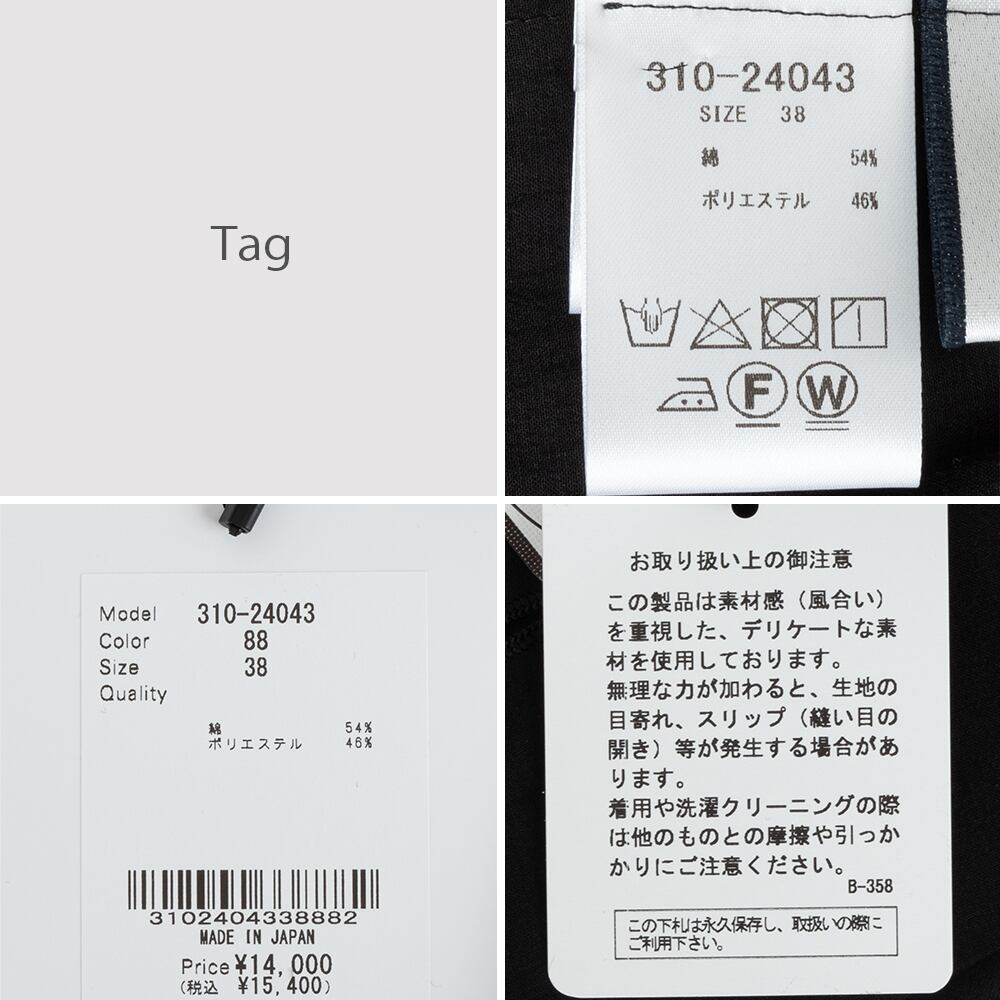 Tag
310-24043
SIZE 38
綿 54%
ポリエステル 46%
F W
Model 310-24043
Color 88
Size 38
Quality
綿 54%
ポリエステル 46%
3102404338882
MADE IN JAPAN
Price ¥14,000
(税込 ¥15,400)
お取り扱い上の御注意
この製品は素材感（風合い）
を重視した、デリケートな素
材を使用しております。
無理な力が加わると、生地の
目寄れ、スリップ（縫い目の
開き）等が発生する場合があ
ります。
着用や洗濯クリーニングの際
は他のものとの摩擦や引っか
かりにご注意ください。
B-358
この下札は永久保存し、取扱いの際に
ご利用下さい。